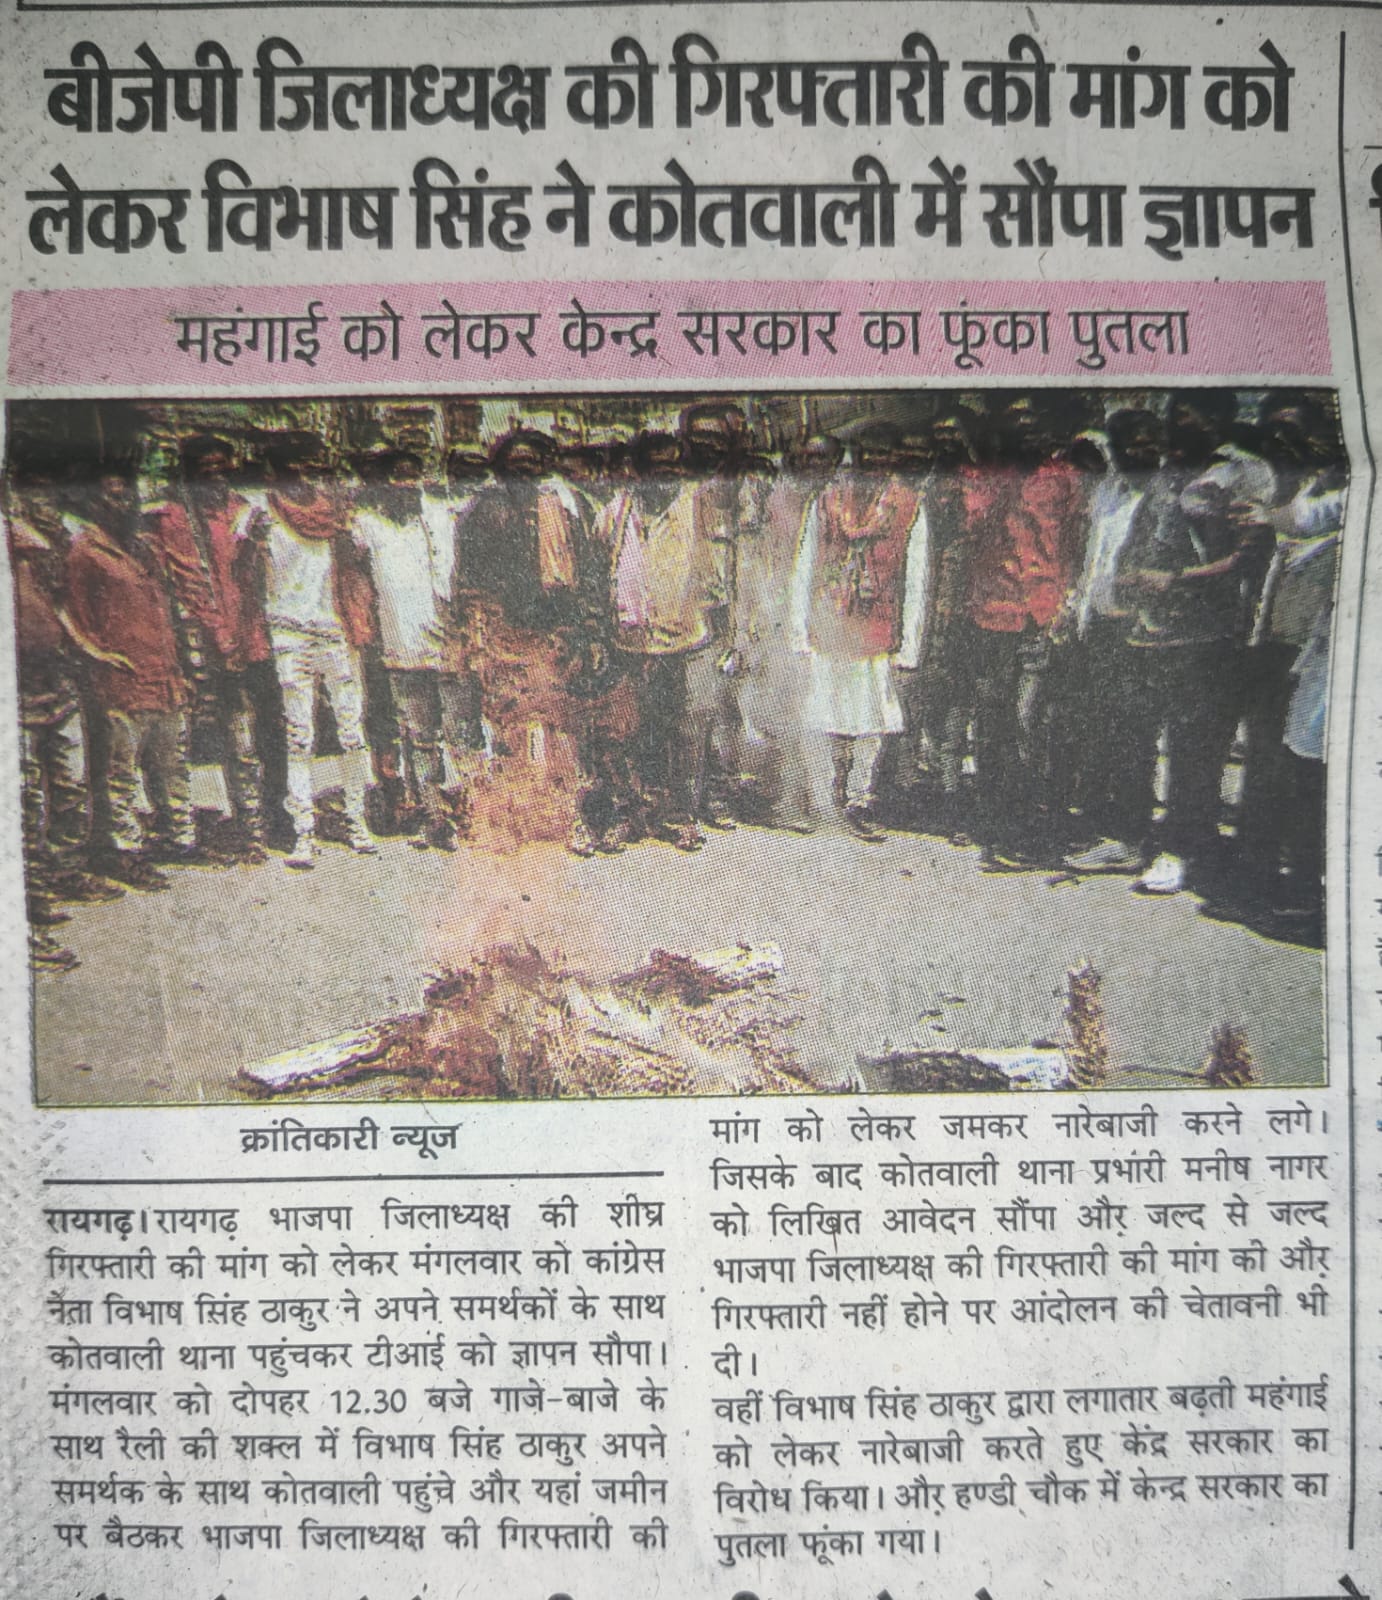 बीजेपी जिलाध्यक्ष की गिरफ्तारी की मांग को
लेकर विभाष सिंह ने कोतवाली में सौंपा ज्ञापन
महंगाई को लेकर केन्द्र सरकार का फूंका पुतला
क्रांतिकारी न्यूज
रायगढ़। रायगढ़ भाजपा जिलाध्यक्ष की शीघ्र
गिरफ्तारी की मांग को लेकर मंगलवार को कांग्रेस
नेता विभाष सिंह ठाकुर ने अपने समर्थकों के साथ
कोतवाली थाना पहुंचकर टीआई को ज्ञापन सौपा।
मंगलवार को दोपहर 12.30 बजे गाजे-बाजे के
साथ रैली की शक्ल में विभाष सिंह ठाकुर अपने
समर्थक के साथ कोतवाली पहुंचे और यहां जमीन
पर बैठकर भाजपा जिलाध्यक्ष की गिरफ्तारी की
मांग को लेकर जमकर नारेबाजी करने लगे।
जिसके बाद कोतवाली थाना प्रभारी मनीष नागर
को लिखित आवेदन सौंपा और जल्द से जल्द
भाजपा जिलाध्यक्ष की गिरफ्तारी की मांग की और
गिरफ्तारी नहीं होने पर आंदोलन की चेतावनी भी
दी।
वहीं विभाष सिंह ठाकुर द्वारा लगातार बढ़ती महंगाई
को लेकर नारेबाजी करते हुए केंद्र सरकार का
विरोध किया। और हण्डी चौक में केन्द्र सरकार का
पुतला फूंका गया।